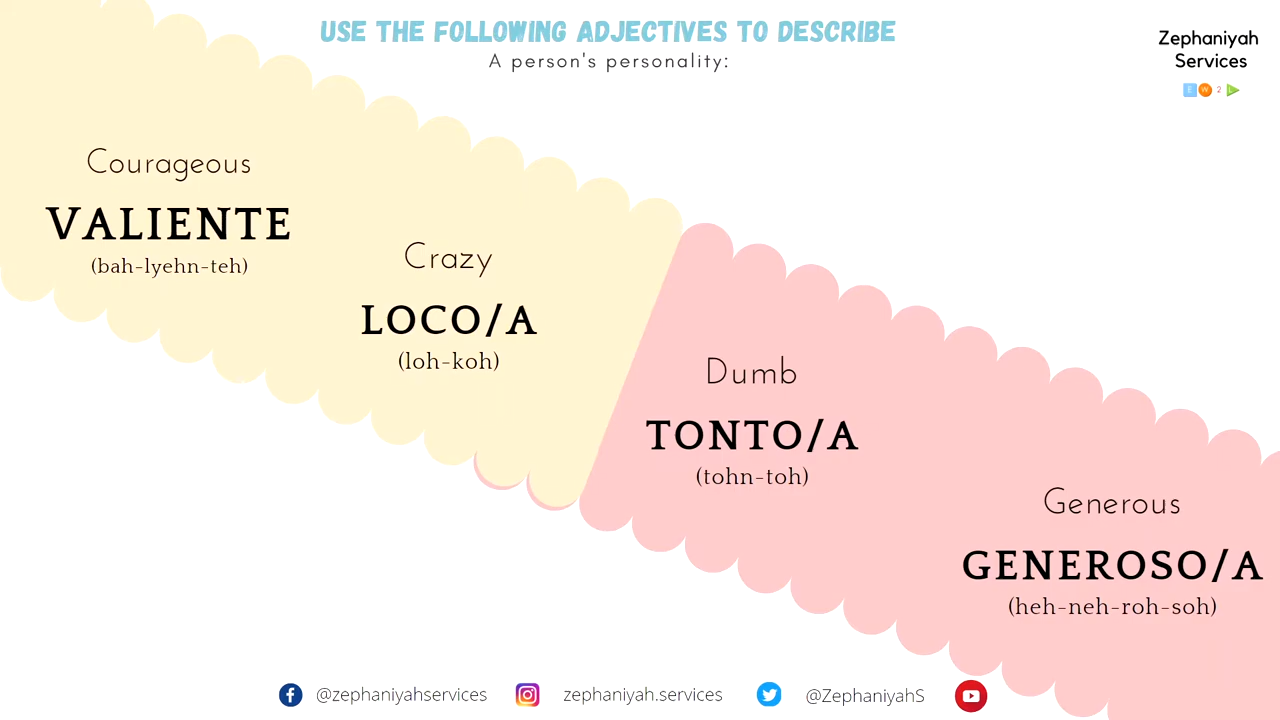 USE THE FOLLOWING ADJECTIVES TO DESCRIBE
A person's personality:
Zephaniyah
Services
E W 2 L
Courageous
VALIENTE
(bah-lyehn-teh)
Crazy
LOCO/A
(loh-koh)
Dumb
TONTO/A
(tohn-toh)
Generous
GENEROSO/A
(heh-neh-roh-soh)
@zephaniyahservices zephaniyah.services @ZephaniyahS